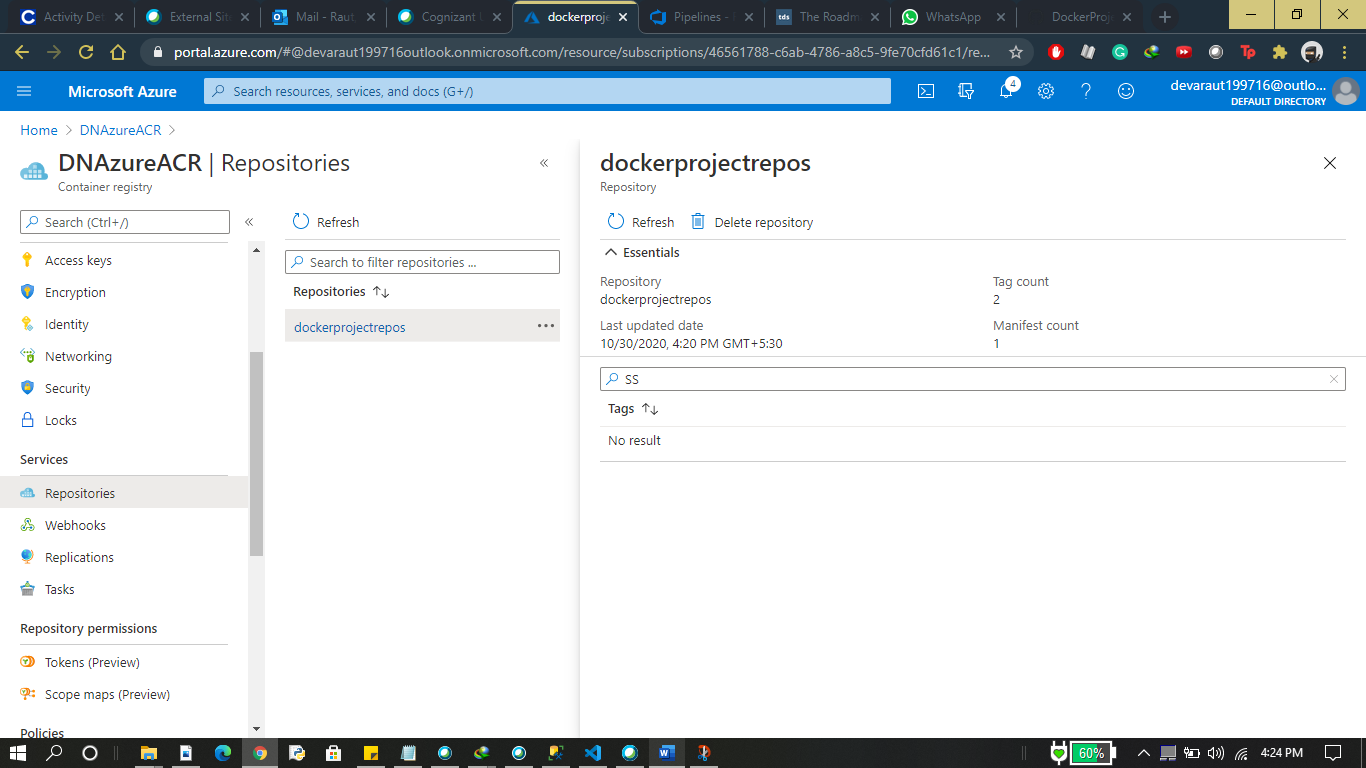 Activity Det
External Sit
Mail - Raut
Cognizant
dockerproje
Pipelines -
tds The Roadm
WhatsApp
DockerProj
portal.azure.com/#@devaraut199716outlook.onmicrosoft.com/resource/subscriptions/46561788-c6ab-4786-a8c5-9fe70cfd61c1/re...
Microsoft Azure
Search resources, services, and docs (G+/)
4
devaraut199716@outlo...
DEFAULT DIRECTORY
Home > DNAzureACR >
DNAzureACR | Repositories
Container registry
Search (Ctrl+/)
Access keys
Encryption
Identity
Networking
Security
Locks
Services
Repositories
Webhooks
Replications
Tasks
Repository permissions
Tokens (Preview)
Scope maps (Preview)
Policies
Refresh
Search to filter repositories ...
Repositories
dockerprojectrepos
dockerprojectrepos
Repository
Refresh
Delete repository
Essentials
Repository
dockerprojectrepos
Tag count
2
Last updated date
10/30/2020, 4:20 PM GMT+5:30
Manifest count
1
SS
Tags
No result
60%
4:24 PM